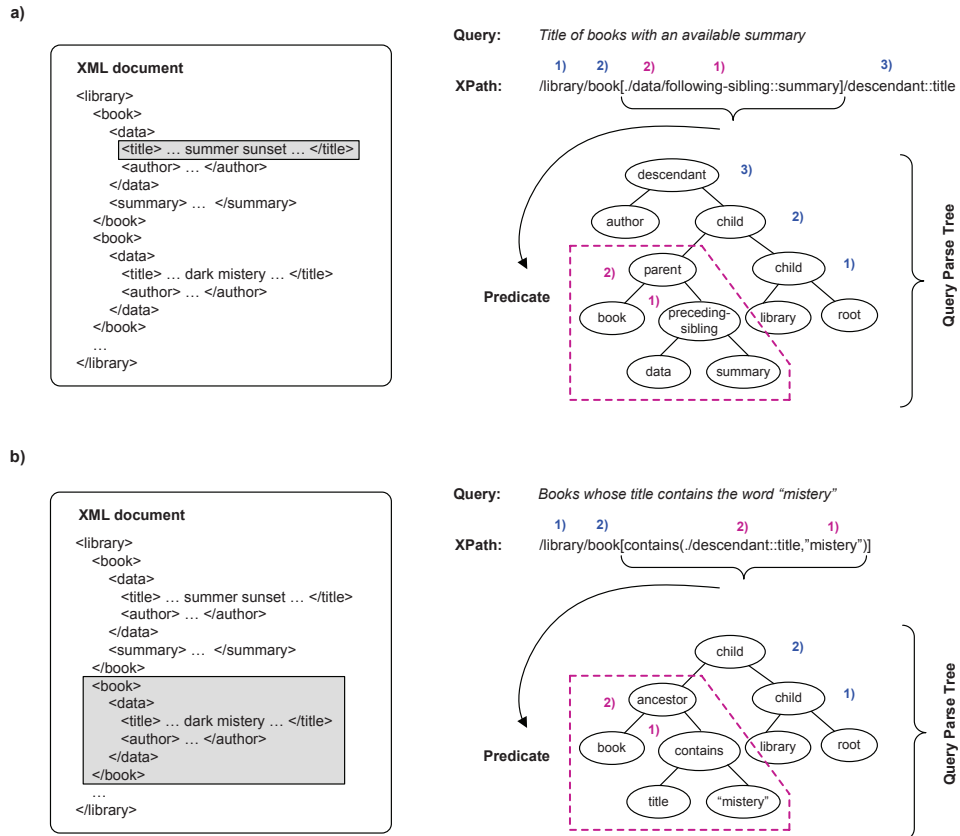 a)
XML document
<library>
<book>
<data>
<title> ... summer sunset ... </title>
<author> ... </author>
</data>
<summary> ... </summary>
</book>
<book>
<data>
<title> ... dark mistery ... </title>
<author> ... </author>
</data>
</book>
...
</library>
Query: Title of books with an available summary
1) 2) 2) 1) 3)
XPath: /library/book[./data/following-sibling::summary]/descendant::title
descendant 3)
author child 2)
2) parent child 1)
Predicate
book 1) preceding-
sibling library root
data summary
Query Parse Tree
b)
XML document
<library>
<book>
<data>
<title> ... summer sunset ... </title>
<author> ... </author>
</data>
<summary> ... </summary>
</book>
<book>
<data>
<title> ... dark mistery ... </title>
<author> ... </author>
</data>
</book>
...
</library>
Query: Books whose title contains the word “mistery”
1) 2) 2) 1)
XPath: /library/book[contains(./descendant::title,”mistery”)]
child 2)
2) ancestor child 1)
1)
Predicate book contains library root
title “mistery”
Query Parse Tree